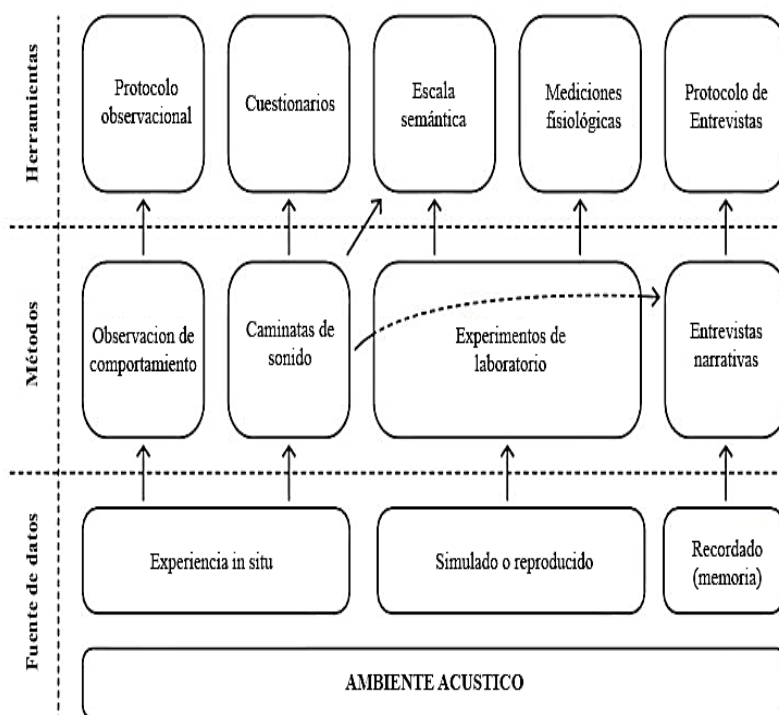 Herramientas
Protocolo
observacional
Cuestionarios
Escala
semántica
Mediciones
fisiológicas
Protocolo de
Entrevistas
Métodos
Observacion de
comportamiento
Caminatas de
sonido
Experimentos de
laboratorio
Entrevistas
narrativas
Fuente de datos
Experiencia in situ
Simulado o reproducido
Recordado
(memoria)
AMBIENTE ACUSTICO